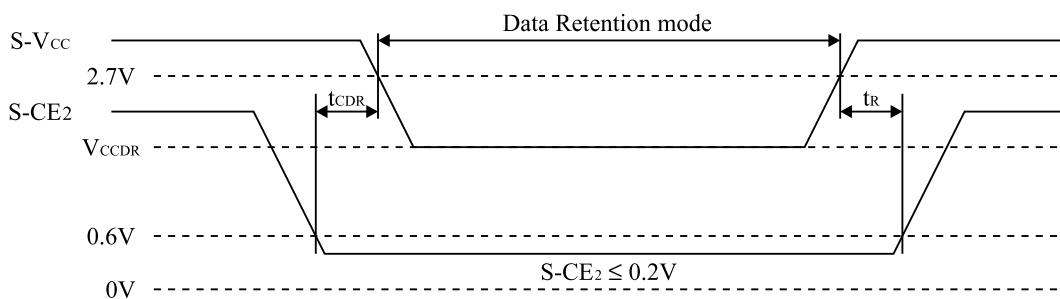 Data Retention mode
S-VCC
2.7V
tCDR
tR
S-CE2
VCCDR
0.6V
S-CE2 ≤ 0.2V
0V